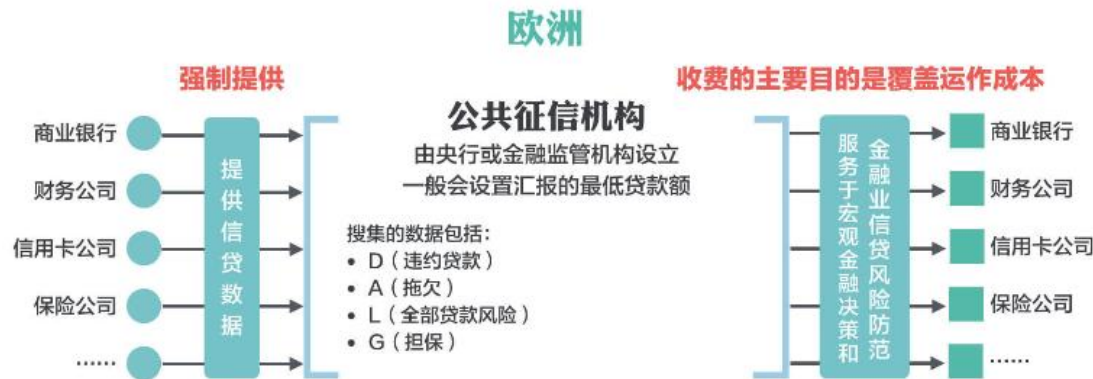 欧洲
强制提供
收费的主要目的是覆盖运作成本
商业银行
财务公司
信用卡公司
保险公司
……
提供信贷数据
公共征信机构
由央行或金融监管机构设立
一般会设置汇报的最低贷款额
搜集的数据包括：
• D（违约贷款）
• A（拖欠）
• L（全部贷款风险）
• G（担保）
服务于宏观金融决策和
金融业信贷风险防范
商业银行
财务公司
信用卡公司
保险公司
……